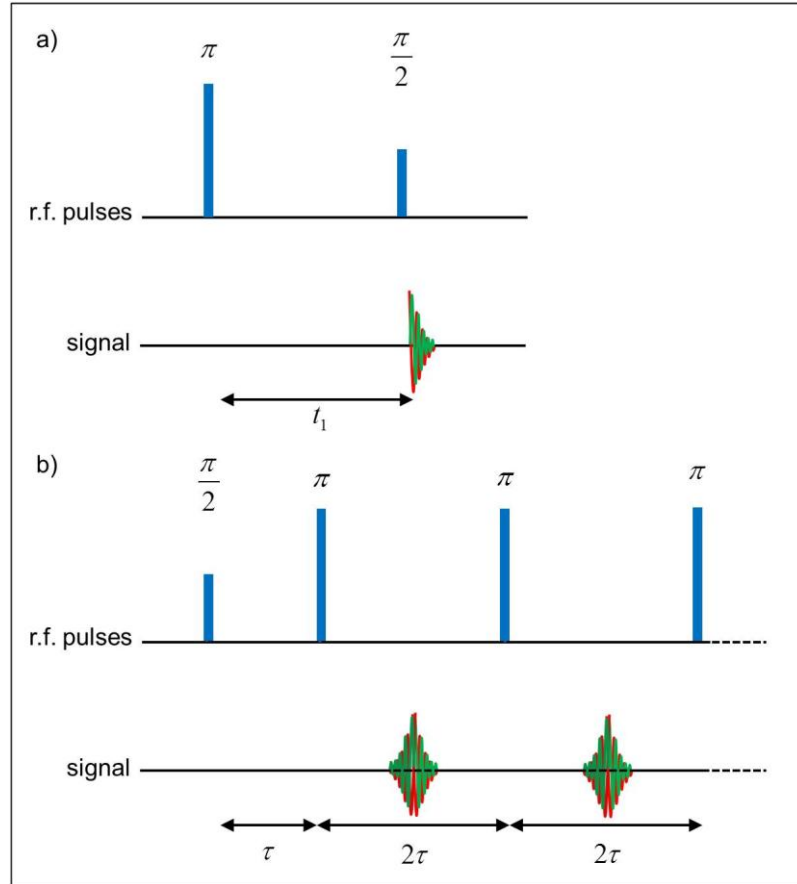 a)
π
π/2
r.f. pulses
signal
t₁
b)
π/2
π
π
π
r.f. pulses
signal
τ
2τ
2τ